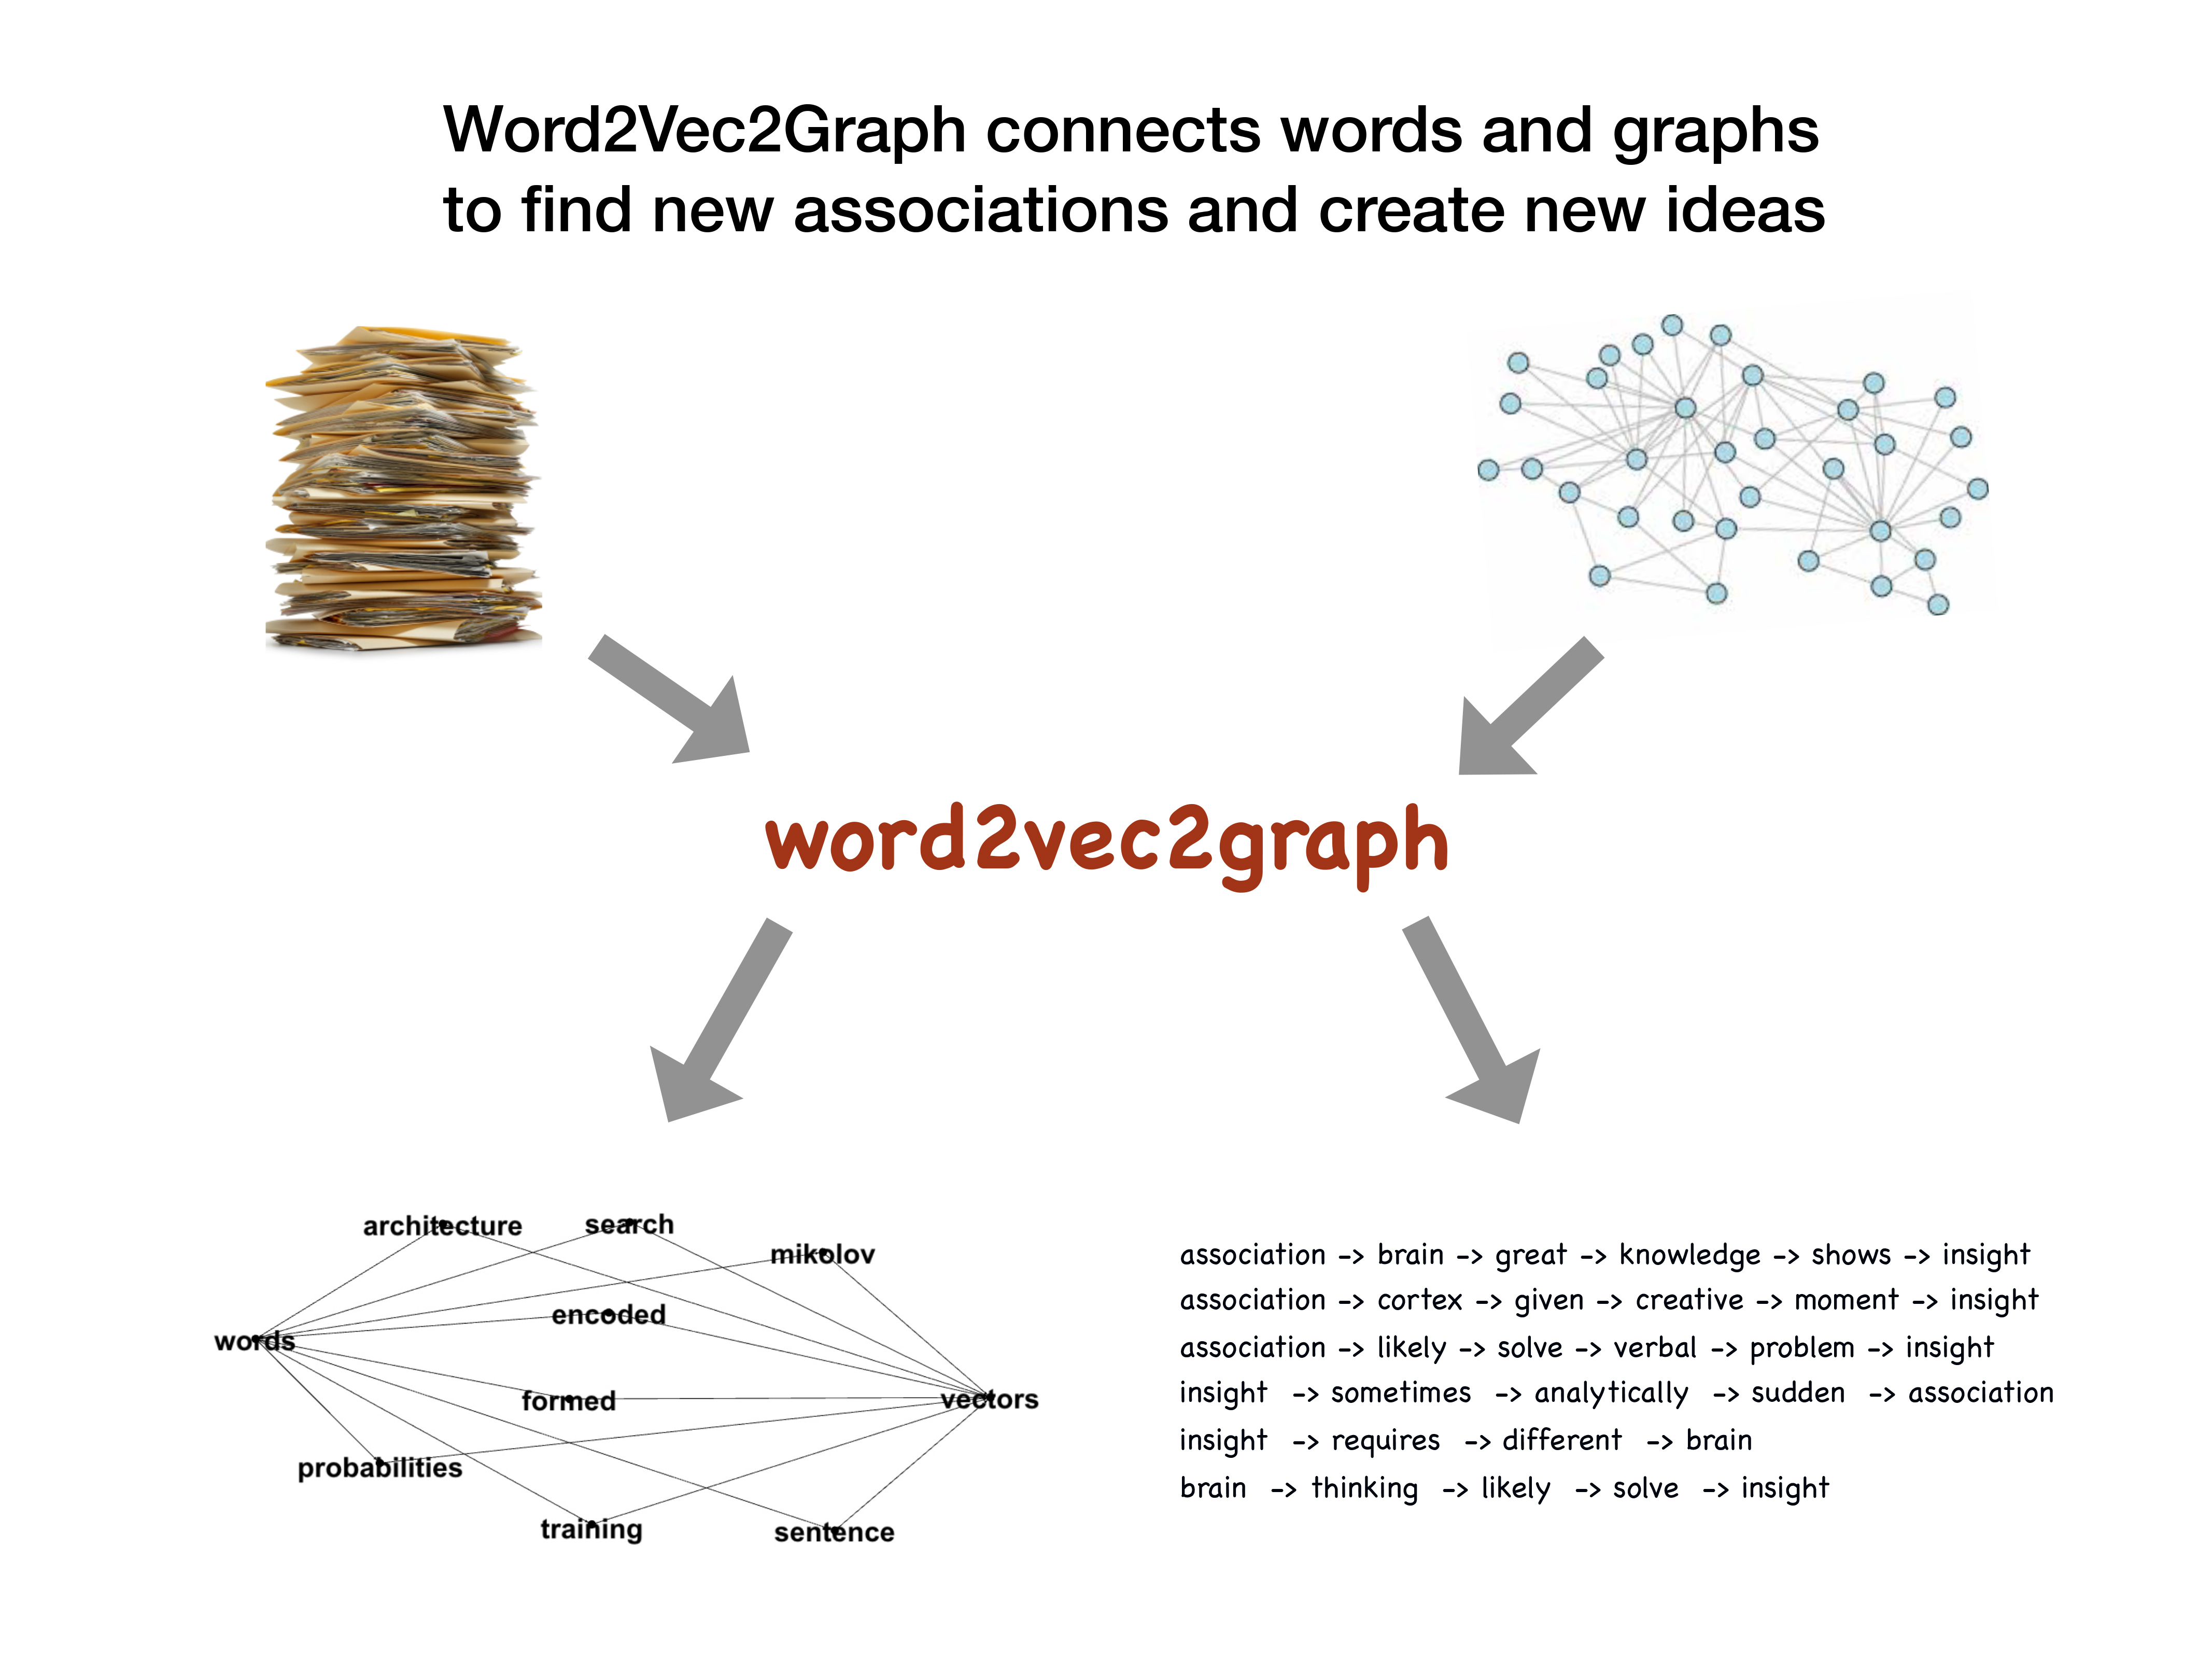 Word2Vec2Graph connects words and graphs
to find new associations and create new ideas
word2vec2graph
architecture
search
mikolov
encoded
words
formed
vectors
probabilities
training
sentence
association -> brain -> great -> knowledge -> shows -> insight
association -> cortex -> given -> creative -> moment -> insight
association -> likely -> solve -> verbal -> problem -> insight
insight -> sometimes -> analytically -> sudden -> association
insight -> requires -> different -> brain
brain -> thinking -> likely -> solve -> insight